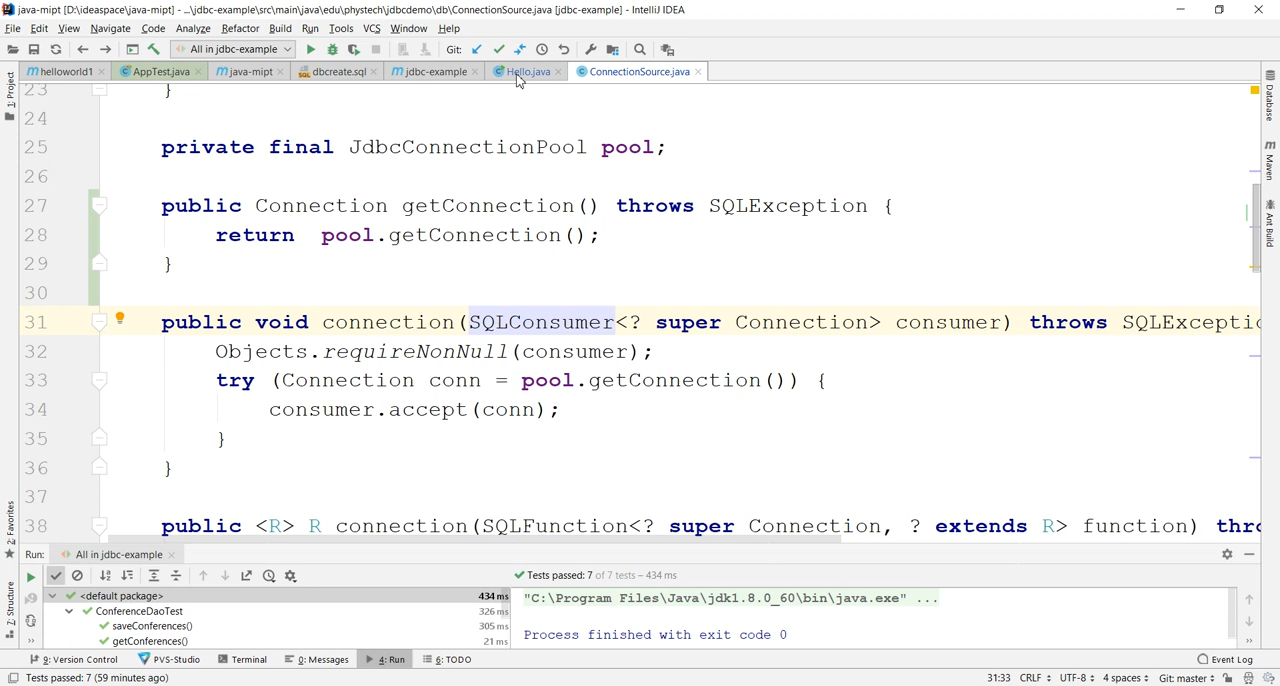 java-mipt [D:\ideaspace\java-mipt] - ...\jdbc-example\src\main\java\edu\phystech\jdbcdemo\db\ConnectionSource.java [jdbc-example] - IntelliJ IDEA
File Edit View Navigate Code Analyze Refactor Build Run Tools VCS Window Help
All in jdbc-example Git:
helloworld1 AppTest.java java-mipt dbcreate.sql jdbc-example Hello.java ConnectionSource.java
1: Project
Database
Maven
Ant Build
23 }
24
25 private final JdbcConnectionPool pool;
26
27 public Connection getConnection() throws SQLException {
28 return pool.getConnection();
29 }
30
31 public void connection(SQLConsumer<? super Connection> consumer) throws SQLExceptio
32 Objects.requireNonNull(consumer);
33 try (Connection conn = pool.getConnection()) {
34 consumer.accept(conn);
35 }
36 }
37
38 public <R> R connection(SQLFunction<? super Connection, ? extends R> function) thro
2: Favorites
Z: Structure
Run: All in jdbc-example
Tests passed: 7 of 7 tests – 434 ms
<default package> 434 ms
ConferenceDaoTest 326 ms
saveConferences() 305 ms
getConferences() 21 ms
"C:\Program Files\Java\jdk1.8.0_60\bin\java.exe" ...
Process finished with exit code 0
9: Version Control PVS-Studio Terminal 0: Messages 4: Run 6: TODO Event Log
Tests passed: 7 (59 minutes ago) 31:33 CRLF UTF-8 4 spaces Git: master